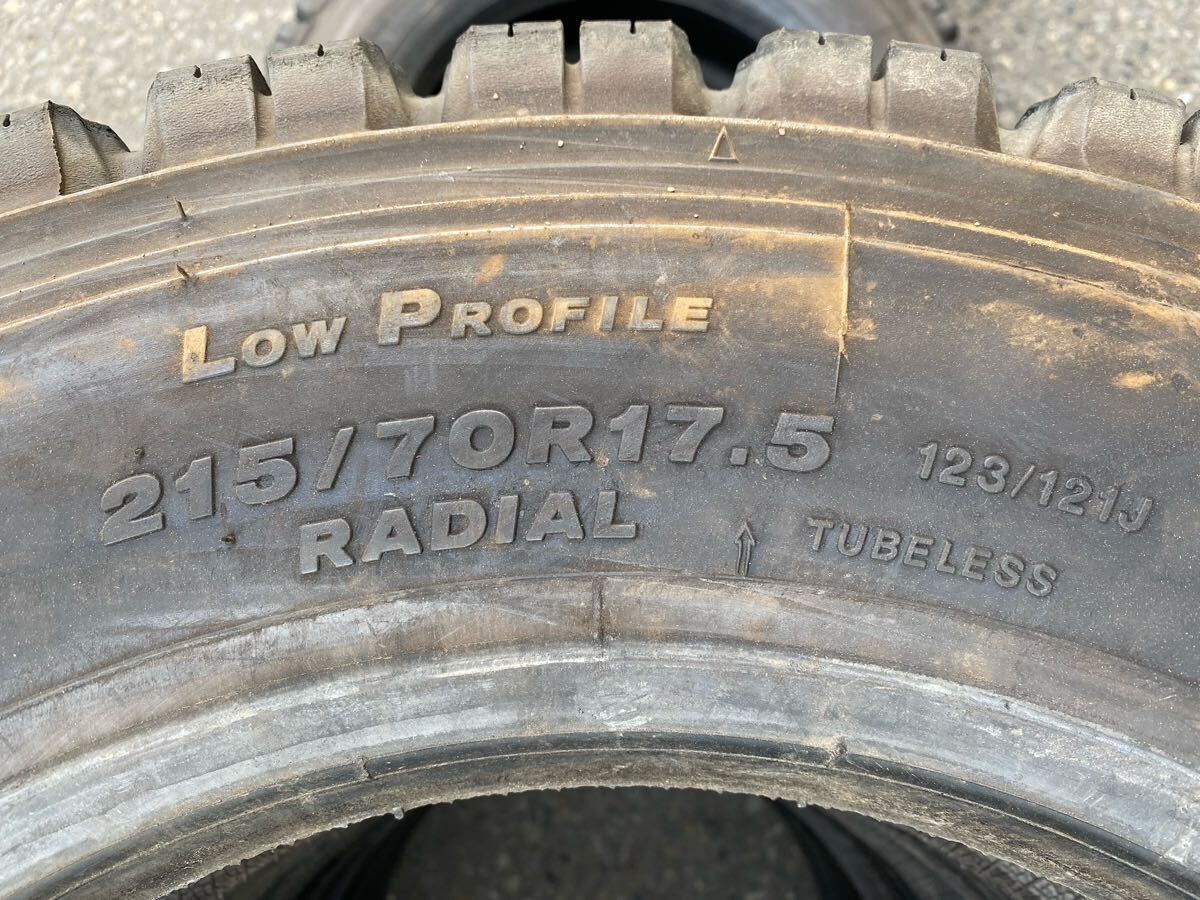 LOW PROFILE
215/70R17.5 123/121J
RADIAL TUBELESS